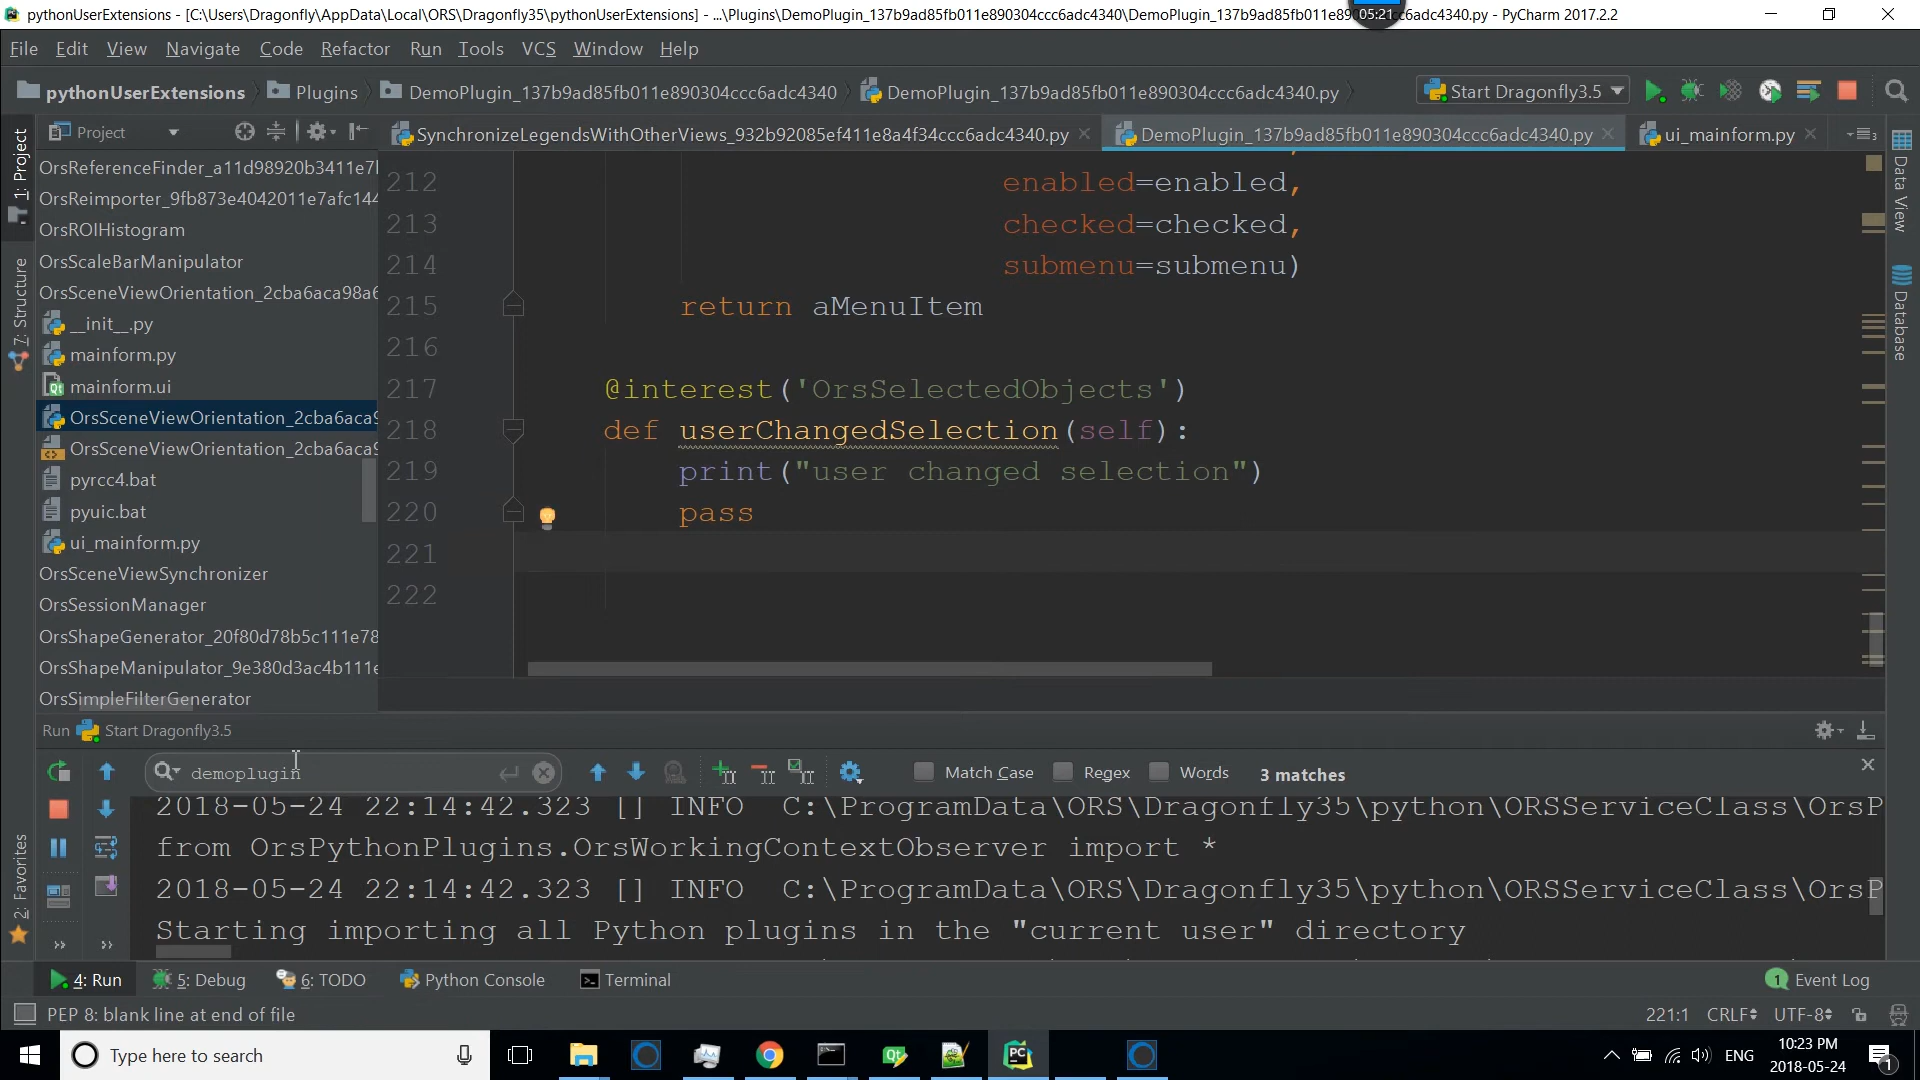 pythonUserExtensions - [C:\Users\Dragonfly\AppData\Local\ORS\Dragonfly35\pythonUserExtensions] - ...\Plugins\DemoPlugin_137b9ad85fb011e890304ccc6adc4340\DemoPlugin_137b9ad85fb011e890304ccc6adc4340.py - PyCharm 2017.2.2
05:21
File Edit View Navigate Code Refactor Run Tools VCS Window Help
pythonUserExtensions Plugins DemoPlugin_137b9ad85fb011e890304ccc6adc4340 DemoPlugin_137b9ad85fb011e890304ccc6adc4340.py Start Dragonfly3.5
Project SynchronizeLegendsWithOtherViews_932b92085ef411e8a4f34ccc6adc4340.py DemoPlugin_137b9ad85fb011e890304ccc6adc4340.py ui_mainform.py
1: Project
7: Structure
2: Favorites
Data View
Database
OrsReferenceFinder_a11d98920b3411e7
OrsReimporter_9fb873e4042011e7afc144
OrsROIHistogram
OrsScaleBarManipulator
OrsSceneViewOrientation_2cba6aca98a6
__init__.py
mainform.py
mainform.ui
OrsSceneViewOrientation_2cba6aca9
OrsSceneViewOrientation_2cba6aca9
pyrcc4.bat
pyuic.bat
ui_mainform.py
OrsSceneViewSynchronizer
OrsSessionManager
OrsShapeGenerator_20f80d78b5c111e78
OrsShapeManipulator_9e380d3ac4b111e
OrsSimpleFilterGenerator
212 enabled=enabled,
213 checked=checked,
214 submenu=submenu)
215 return aMenuItem
216
217 @interest('OrsSelectedObjects')
218 def userChangedSelection(self):
219 print("user changed selection")
220 pass
221
222
Run Start Dragonfly3.5
demoplugin Match Case Regex Words 3 matches
2018-05-24 22:14:42.323 [] INFO C:\ProgramData\ORS\Dragonfly35\python\ORSServiceClass\OrsP
from OrsPythonPlugins.OrsWorkingContextObserver import *
2018-05-24 22:14:42.323 [] INFO C:\ProgramData\ORS\Dragonfly35\python\ORSServiceClass\OrsP
Starting importing all Python plugins in the "current user" directory
4: Run 5: Debug 6: TODO Python Console Terminal 1 Event Log
PEP 8: blank line at end of file 221:1 CRLF UTF-8
Type here to search ENG 10:23 PM
2018-05-24 1